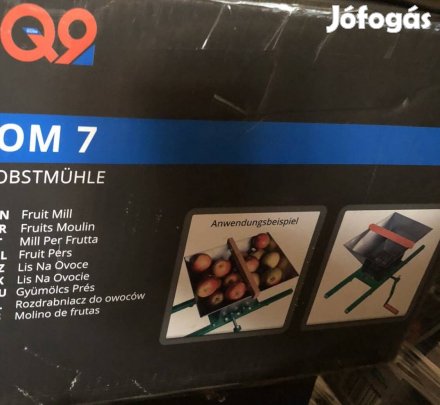 Jófogás
Q9
OM 7
OBSTMÜHLE
N Fruit Mill
R Fruits Moulin
T Mill Per Frutta
L Fruit Pers
Z Lis Na Ovoce
K Lis Na Ovocie
U Gyümölcs Prés
L Rozdrabniacz do owoców
Molino de frutas
Anwendungsbeispiel